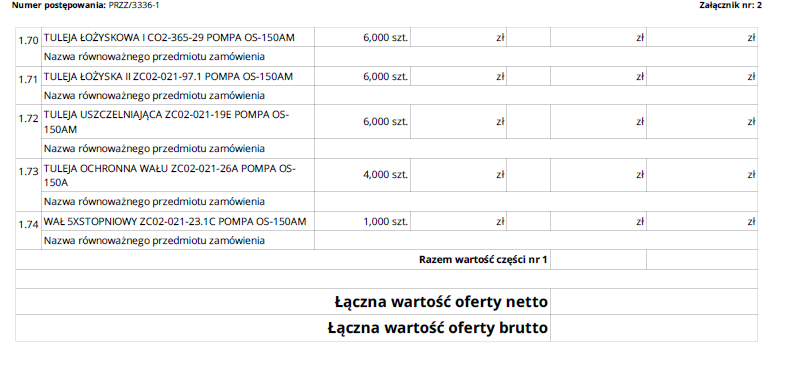 Numer postępowania: PRZZ/3336-1 Załącznik nr: 2
1.70 TULEJA ŁOŻYSKOWA I CO2-365-29 POMPA OS-150AM 6,000 szt. zł zł zł
Nazwa równoważnego przedmiotu zamówienia
1.71 TULEJA ŁOŻYSKA II ZC02-021-97.1 POMPA OS-150AM 6,000 szt. zł zł zł
Nazwa równoważnego przedmiotu zamówienia
1.72 TULEJA USZCZELNIAJĄCA ZC02-021-19E POMPA OS-
150AM 6,000 szt. zł zł zł
Nazwa równoważnego przedmiotu zamówienia
1.73 TULEJA OCHRONNA WAŁU ZC02-021-26A POMPA OS-
150A 4,000 szt. zł zł zł
Nazwa równoważnego przedmiotu zamówienia
1.74 WAŁ 5XSTOPNIOWY ZC02-021-23.1C POMPA OS-150AM 1,000 szt. zł zł zł
Nazwa równoważnego przedmiotu zamówienia
Razem wartość części nr 1
Łączna wartość oferty netto
Łączna wartość oferty brutto